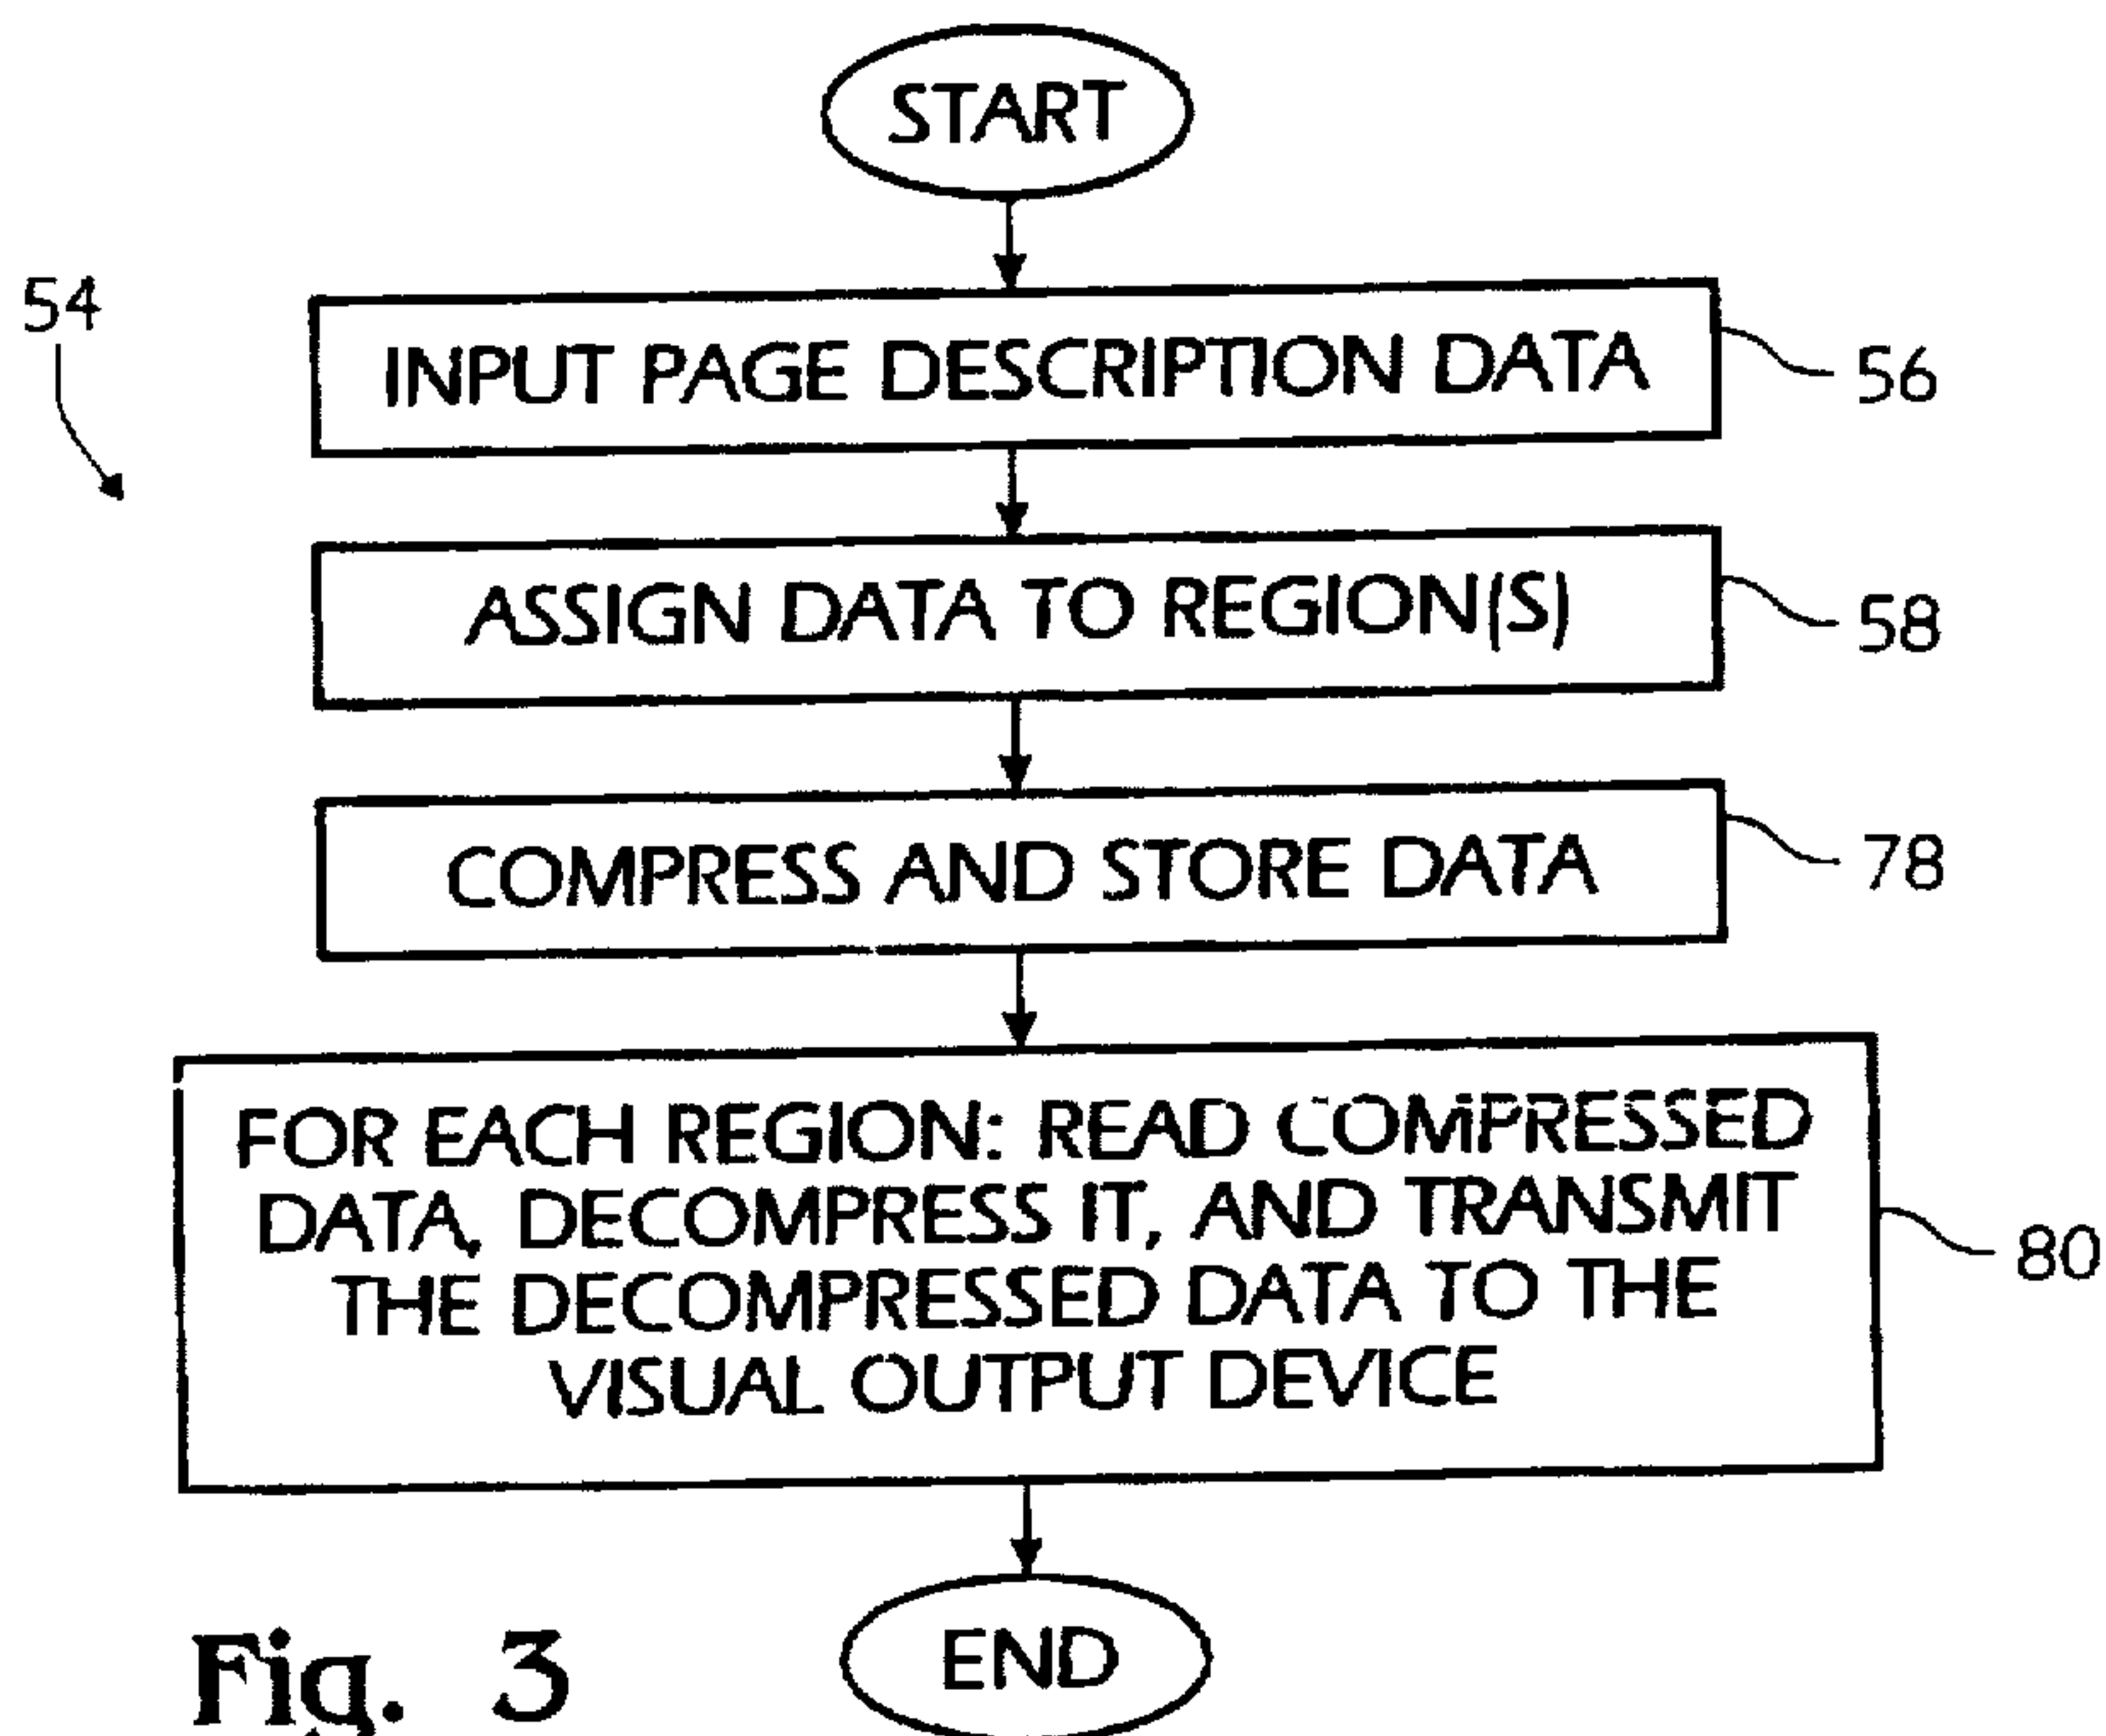 START
54
INPUT PAGE DESCRIPTION DATA
56
ASSIGN DATA TO REGION(S)
58
COMPRESS AND STORE DATA
78
FOR EACH REGION: READ COMPRESSED
DATA, DECOMPRESS IT, AND TRANSMIT
THE DECOMPRESSED DATA TO THE
VISUAL OUTPUT DEVICE
80
END
Fig. 3